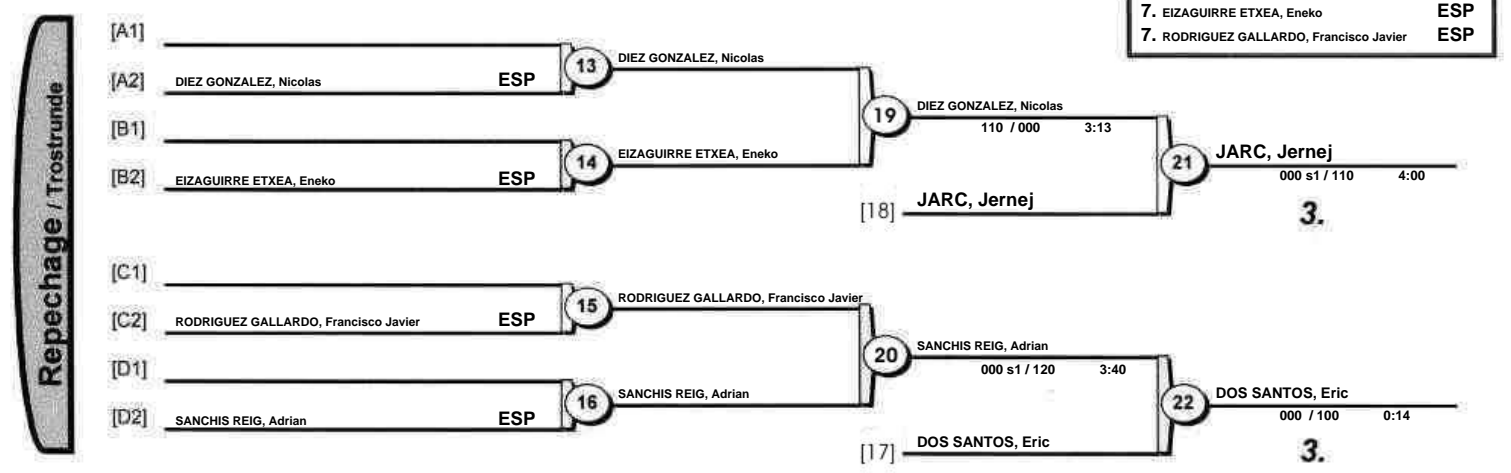 7. EIZAGUIRRE ETXEA, Eneko ESP
7. RODRIGUEZ GALLARDO, Francisco Javier ESP
Repechage / Trostrunde
[A1]
[A2] DIEZ GONZALEZ, Nicolas ESP
13 DIEZ GONZALEZ, Nicolas
[B1]
[B2] EIZAGUIRRE ETXEA, Eneko ESP
14 EIZAGUIRRE ETXEA, Eneko
19 DIEZ GONZALEZ, Nicolas
110 / 000 3:13
[18] JARC, Jernej
21 JARC, Jernej
000 s1 / 110 4:00
3.
[C1]
[C2] RODRIGUEZ GALLARDO, Francisco Javier ESP
15 RODRIGUEZ GALLARDO, Francisco Javier
[D1]
[D2] SANCHIS REIG, Adrian ESP
16 SANCHIS REIG, Adrian
20 SANCHIS REIG, Adrian
000 s1 / 120 3:40
[17] DOS SANTOS, Eric
22 DOS SANTOS, Eric
000 / 100 0:14
3.